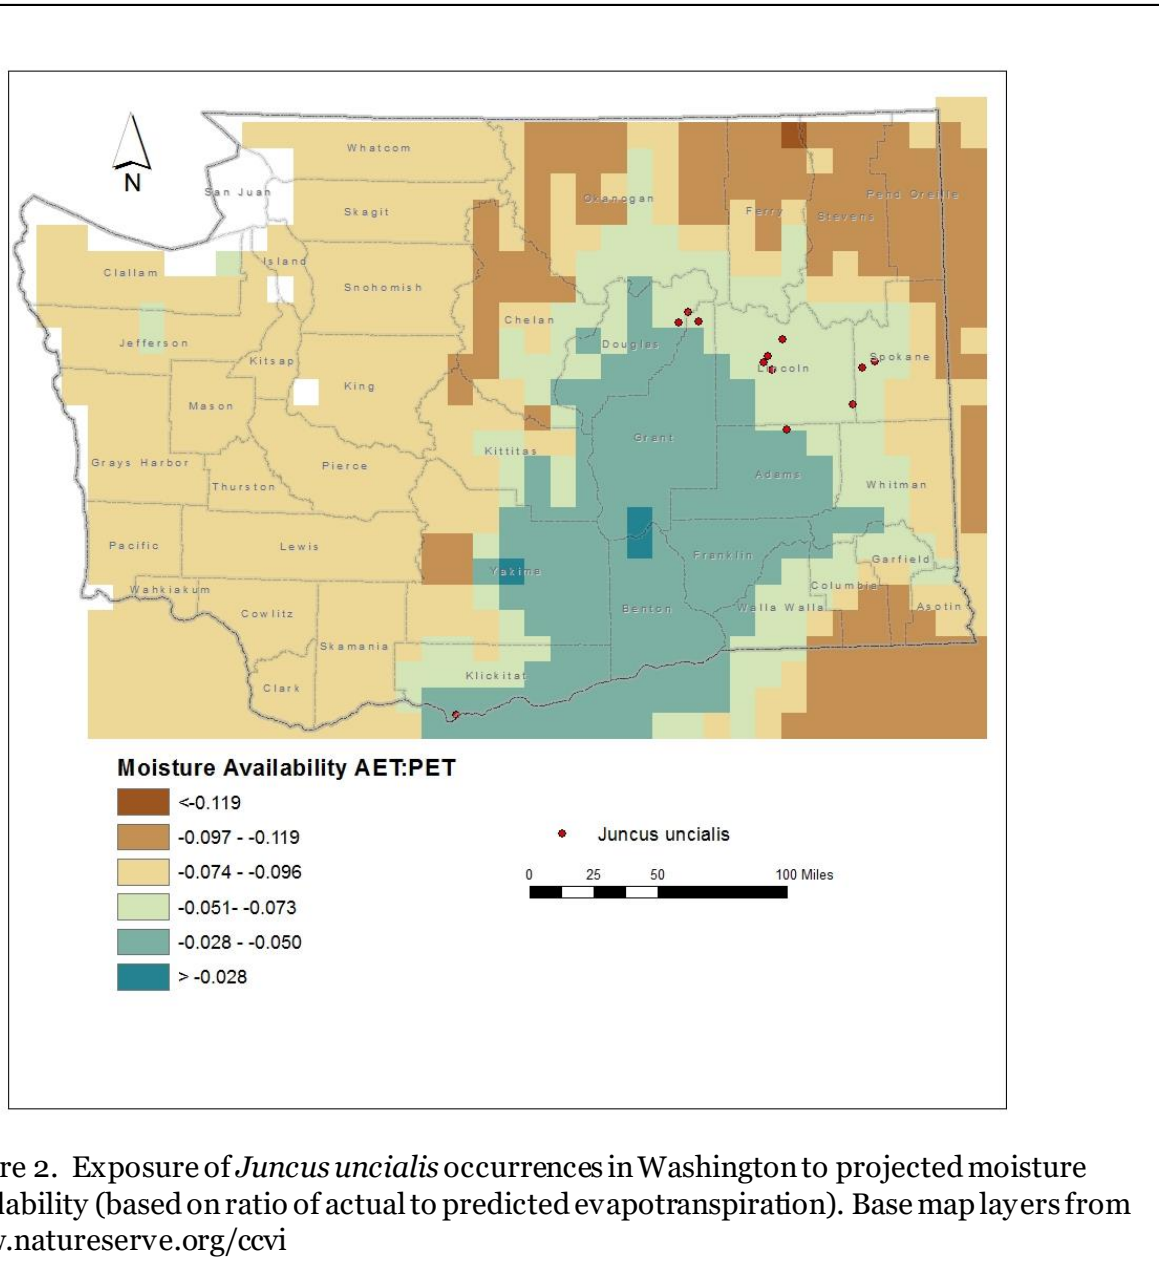 N
Whatcom
San Juan
Skagit
Okanogan
Ferry
Stevens
Pend Oreille
Island
Clallam
Snohomish
Chelan
Jefferson
Douglas
Kitsap
Spokane
King
Lincoln
Mason
Grant
Kittitas
Grays Harbor
Pierce
Adams
Thurston
Whitman
Pacific
Lewis
Franklin
Garfield
Yakima
Wahkiakum
Columbia
Cowlitz
Benton
Walla Walla
Asotin
Skamania
Klickitat
Clark
Moisture Availability AET:PET
<-0.119
-0.097 - -0.119
-0.074 - -0.096
-0.051- -0.073
-0.028 - -0.050
> -0.028
Juncus uncialis
0 25 50 100 Miles
re 2. Exposure of Juncus uncialis occurrences in Washington to projected moisture
lability (based on ratio of actual to predicted evapotranspiration). Base map layers from
.natureserve.org/ccvi